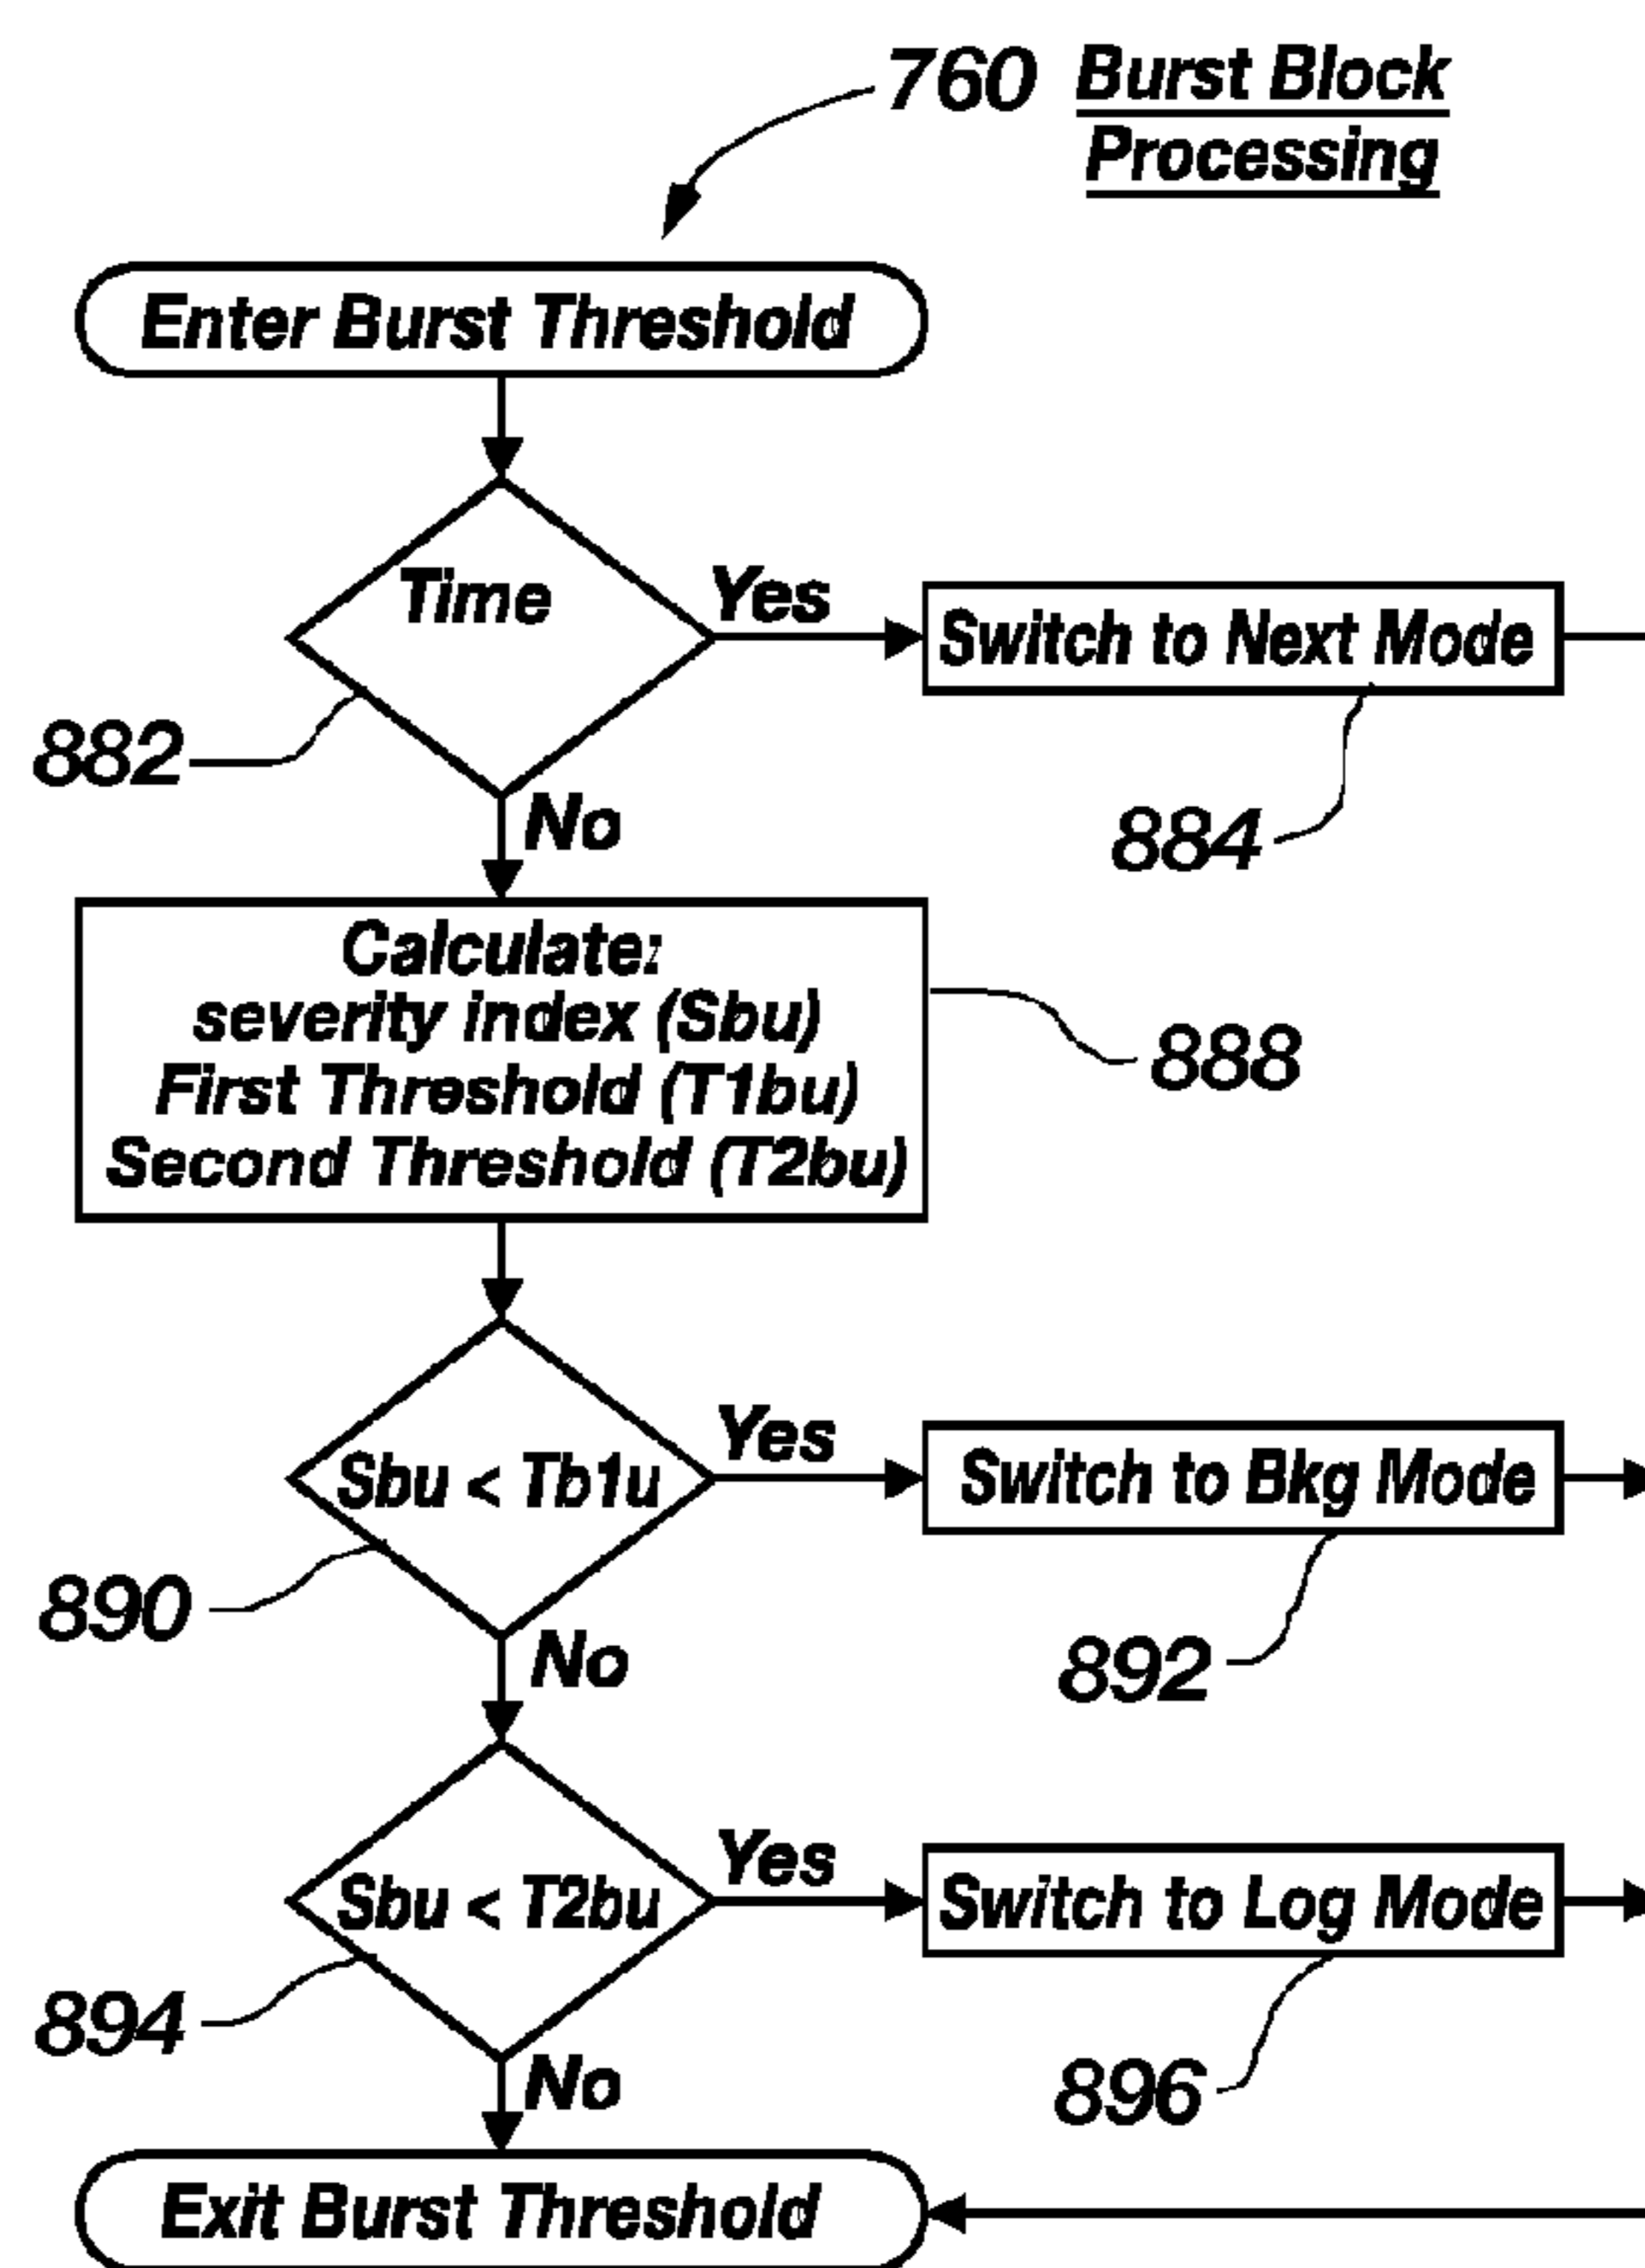 760 Burst Block
Processing
Enter Burst Threshold
Time
Yes
Switch to Next Mode
882
884
No
Calculate:
severity index (Sbu)
First Threshold (T1bu)
Second Threshold (T2bu)
888
Sbu < Tb1u
Yes
Switch to Bkg Mode
890
892
No
Sbu < T2bu
Yes
Switch to Log Mode
894
896
No
Exit Burst Threshold